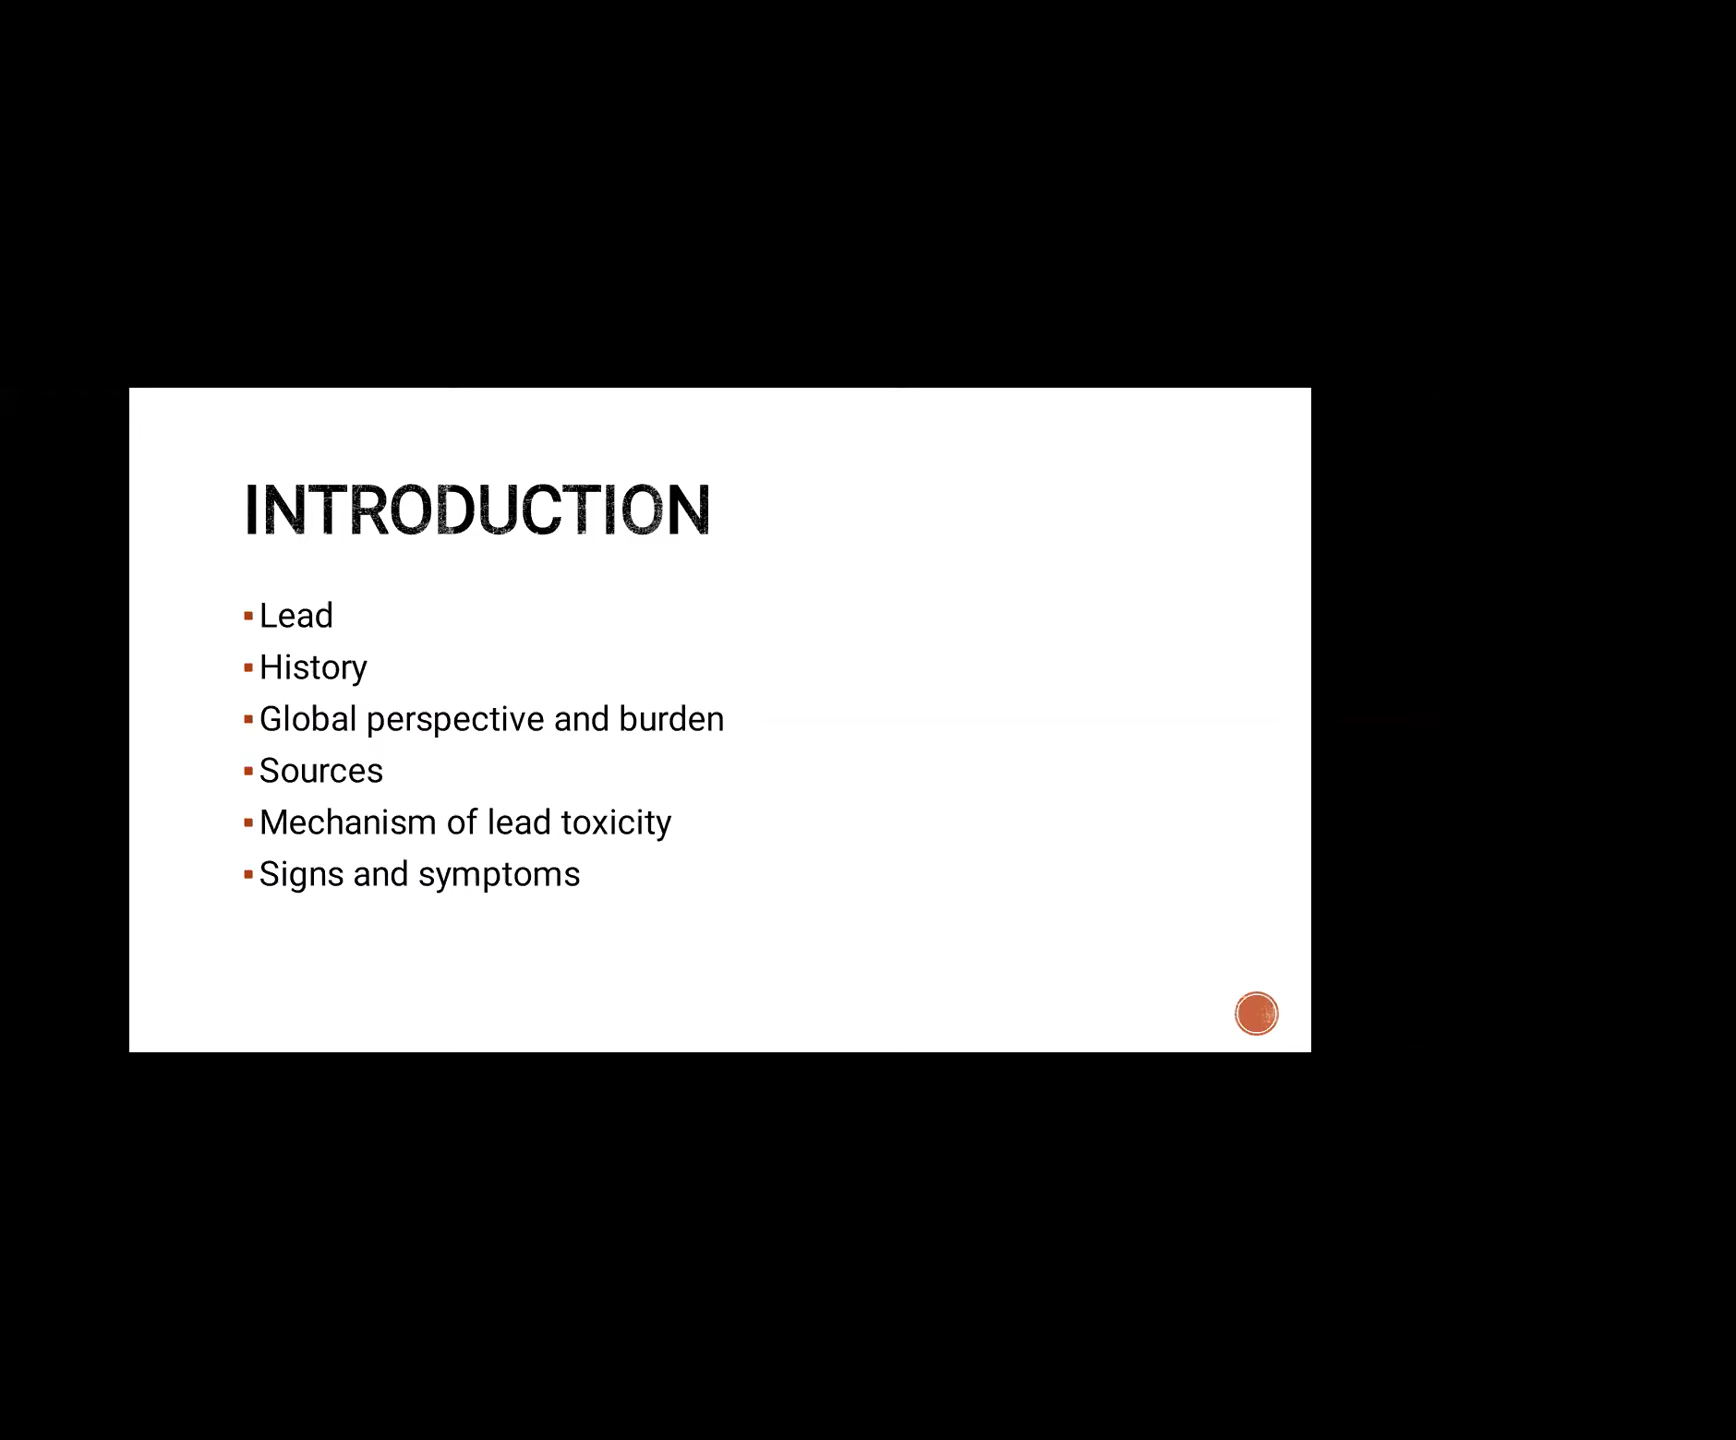 INTRODUCTION
▪Lead
▪History
▪Global perspective and burden
▪Sources
▪Mechanism of lead toxicity
▪Signs and symptoms